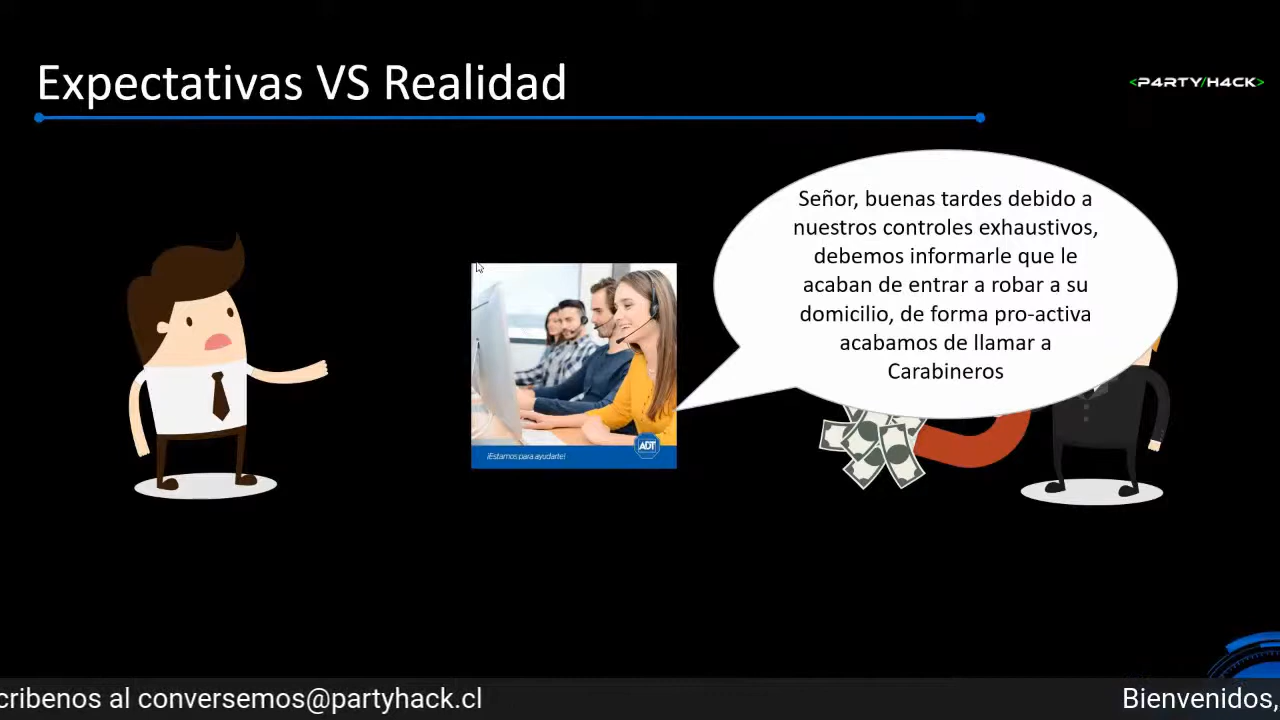 Expectativas VS Realidad
<P4RTY/H4CK>
Señor, buenas tardes debido a
nuestros controles exhaustivos,
debemos informarle que le
acaban de entrar a robar a su
domicilio, de forma pro-activa
acabamos de llamar a
Carabineros
¡Estamos para ayudarte!
ADT
cribenos al conversemos@partyhack.cl
Bienvenidos,